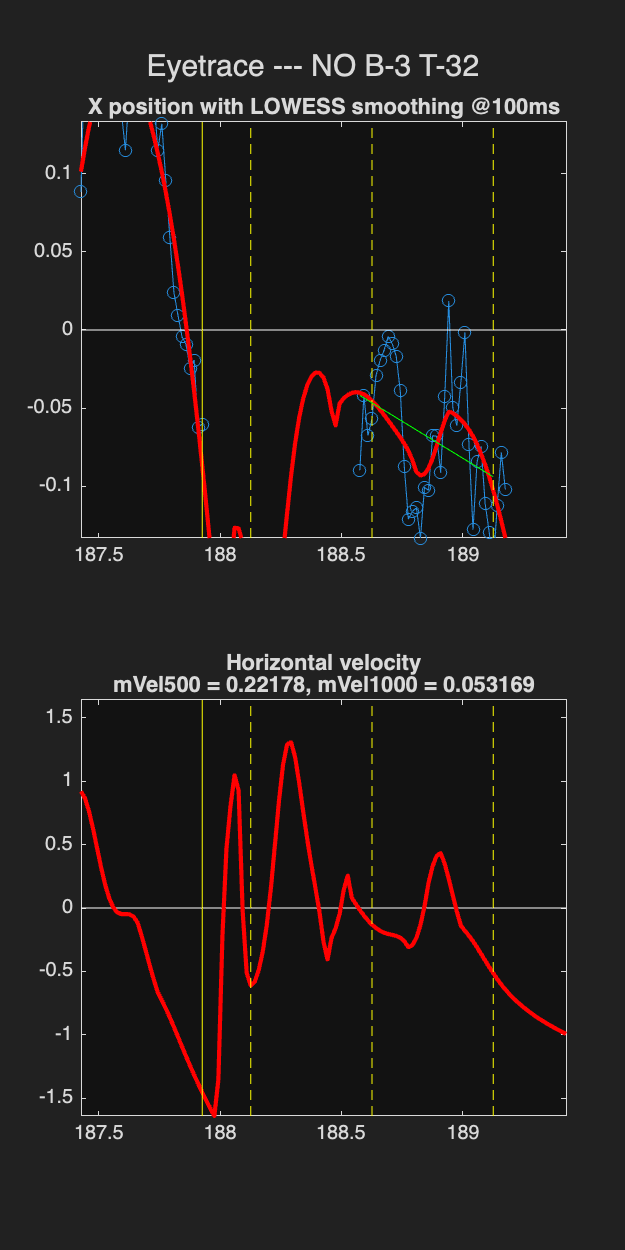 Eyetrace --- NO B-3 T-32
X position with LOWESS smoothing @100ms
0.1
0.05
0
-0.05
-0.1
187.5 188 188.5 189
Horizontal velocity
mVel500 = 0.22178, mVel1000 = 0.053169
1.5
1
0.5
0
-0.5
-1
-1.5
187.5 188 188.5 189